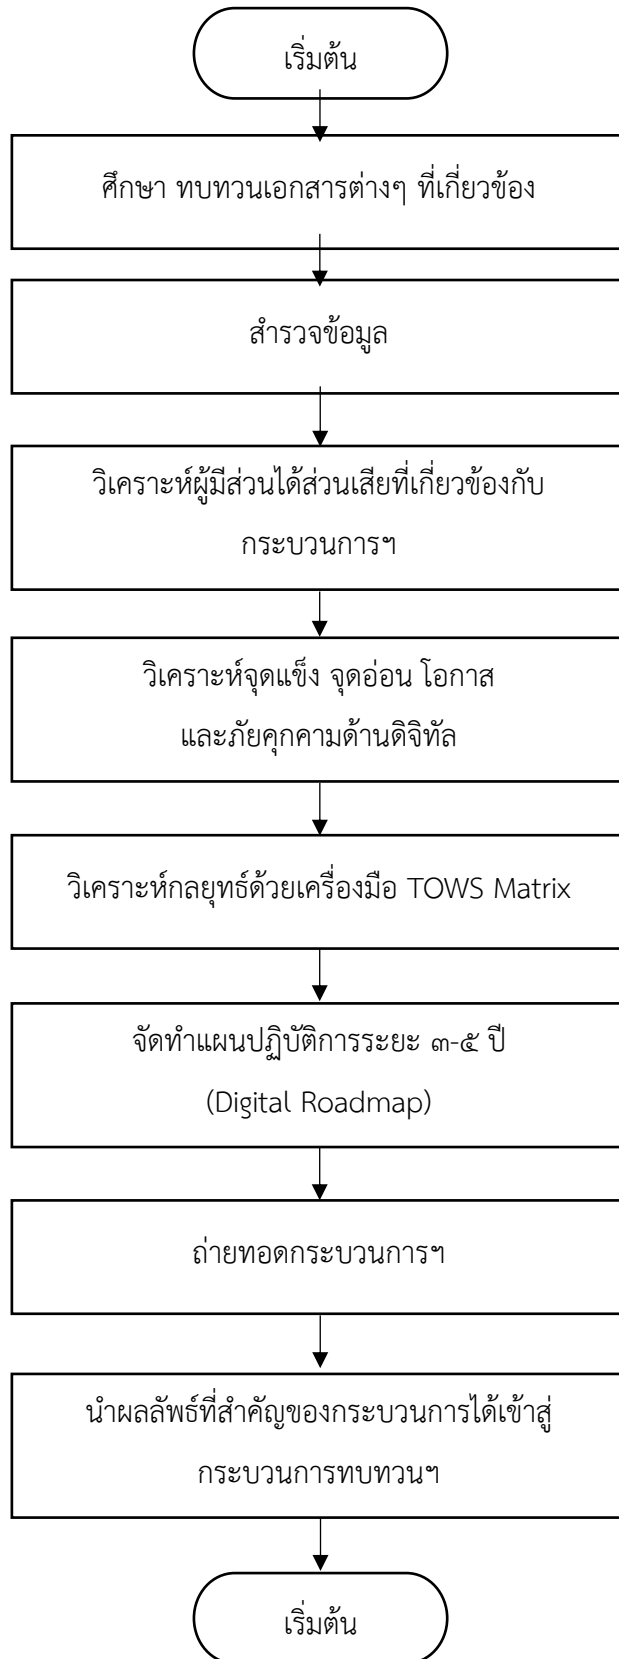 เริ่มต้น
ศึกษา ทบทวนเอกสารต่างๆ ที่เกี่ยวข้อง
สำรวจข้อมูล
วิเคราะห์ผู้มีส่วนได้ส่วนเสียที่เกี่ยวข้องกับ
กระบวนการฯ
วิเคราะห์จุดแข็ง จุดอ่อน โอกาส
และภัยคุกคามด้านดิจิทัล
วิเคราะห์กลยุทธ์ด้วยเครื่องมือ TOWS Matrix
จัดทำแผนปฏิบัติการระยะ ๓-๕ ปี
(Digital Roadmap)
ถ่ายทอดกระบวนการฯ
นำผลลัพธ์ที่สำคัญของกระบวนการได้เข้าสู่
กระบวนการทบทวนฯ
เริ่มต้น